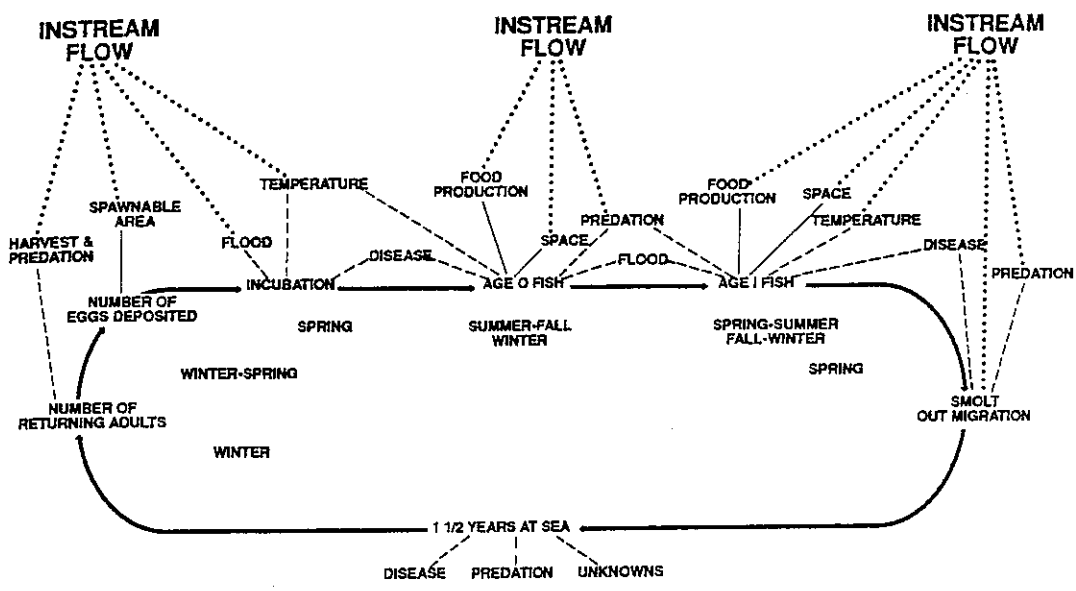 INSTREAM
FLOW
INSTREAM
FLOW
INSTREAM
FLOW
TEMPERATURE
FOOD
PRODUCTION
FOOD
PRODUCTION
SPACE
SPAWNABLE
AREA
PREDATION
TEMPERATURE
HARVEST &
PREDATION
FLOOD
DISEASE
SPACE
FLOOD
DISEASE
PREDATION
INCUBATION
AGE O FISH
AGE I FISH
NUMBER OF
EGGS DEPOSITED
SPRING
SUMMER-FALL
WINTER
SPRING-SUMMER
FALL-WINTER
WINTER-SPRING
SPRING
NUMBER OF
RETURNING ADULTS
SMOLT
OUT MIGRATION
WINTER
1 1/2 YEARS AT SEA
DISEASE
PREDATION
UNKNOWNS